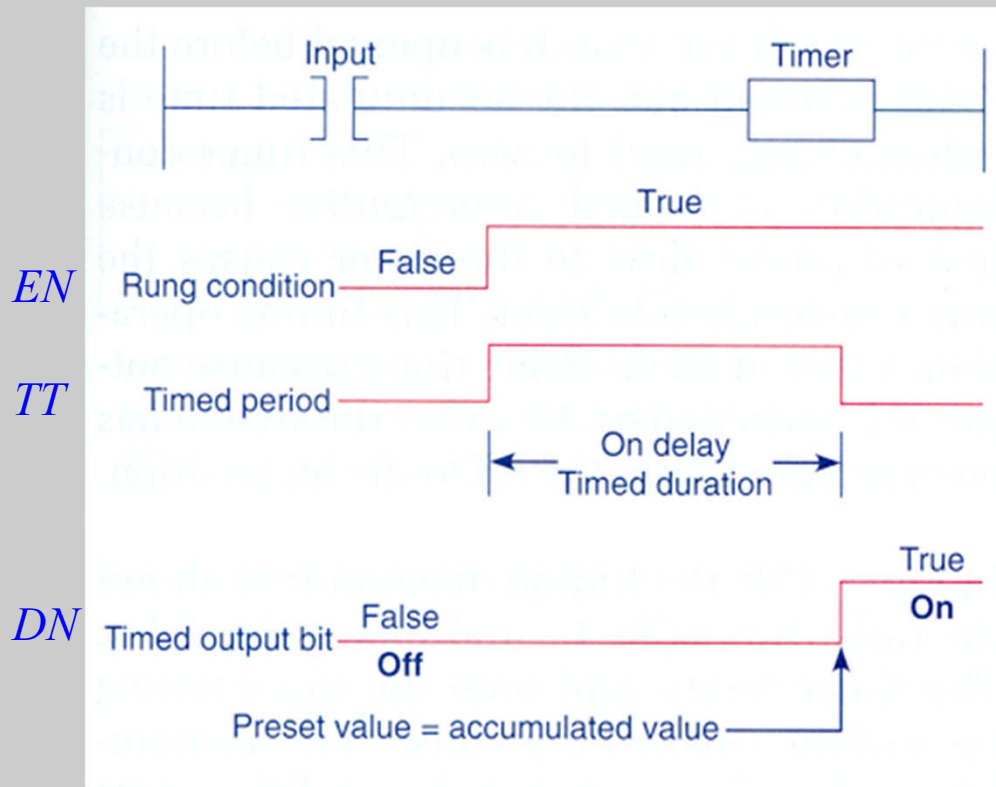 Input
Timer
True
False
EN
Rung condition
TT
Timed period
On delay
Timed duration
True
On
False
DN
Timed output bit
Off
Preset value = accumulated value